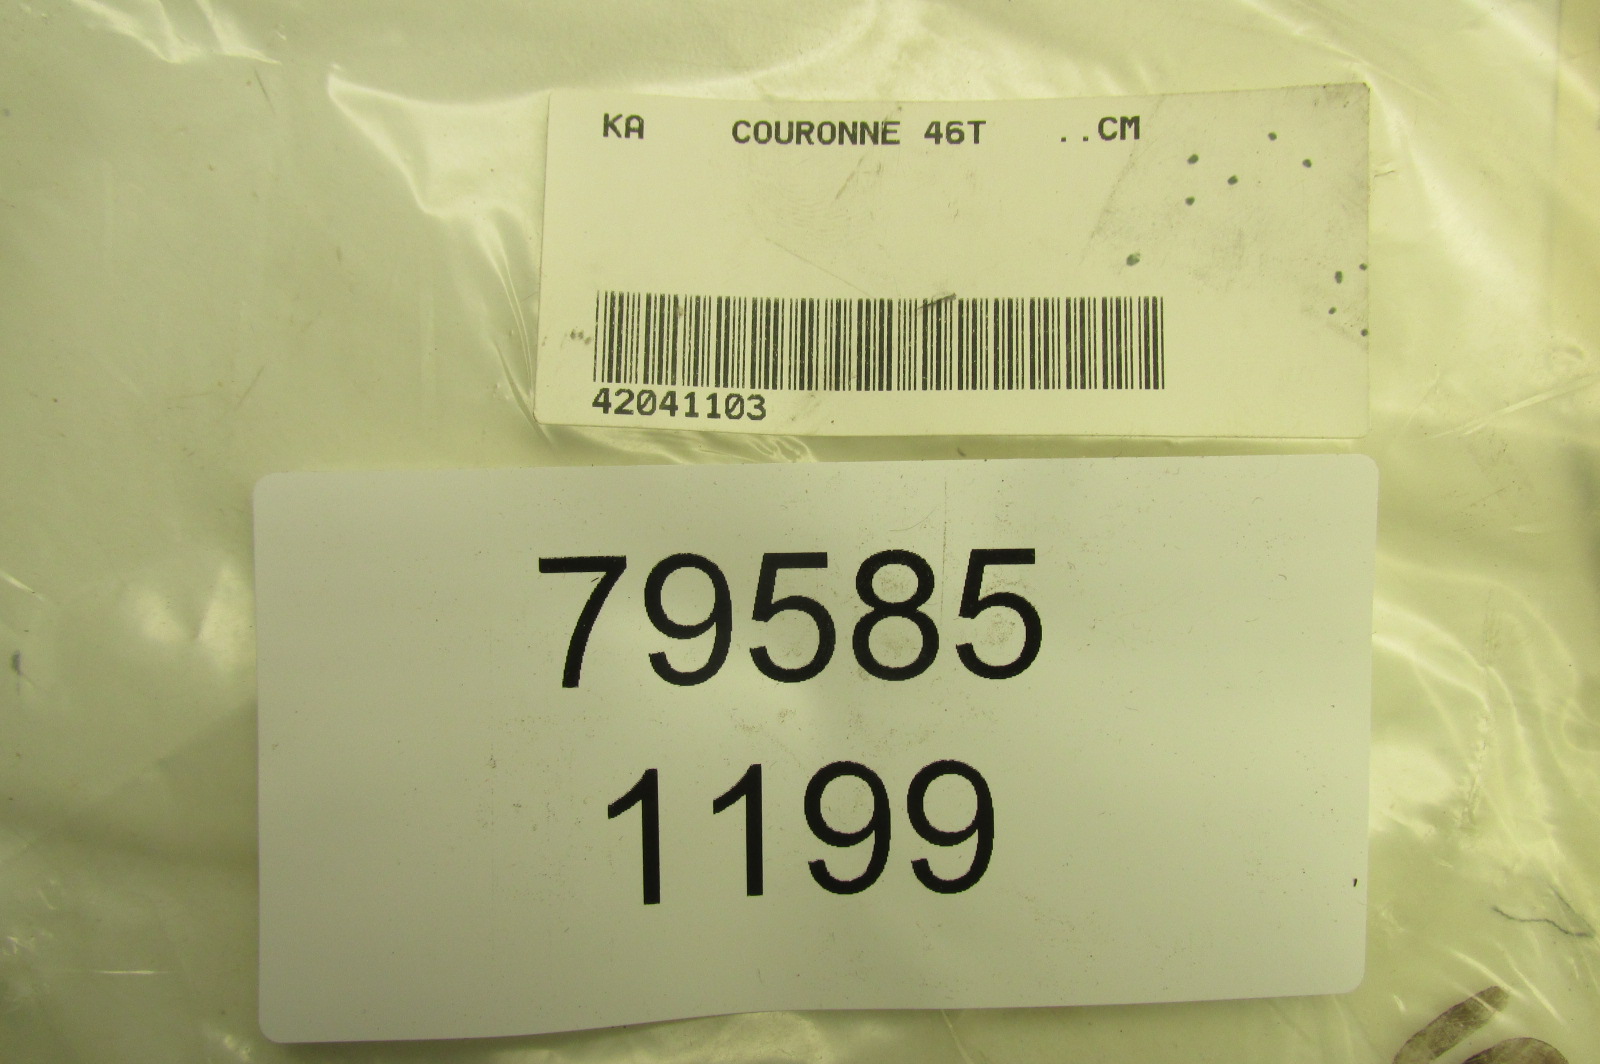 KA COURONNE 46T ..CM
42041103
79585
1199